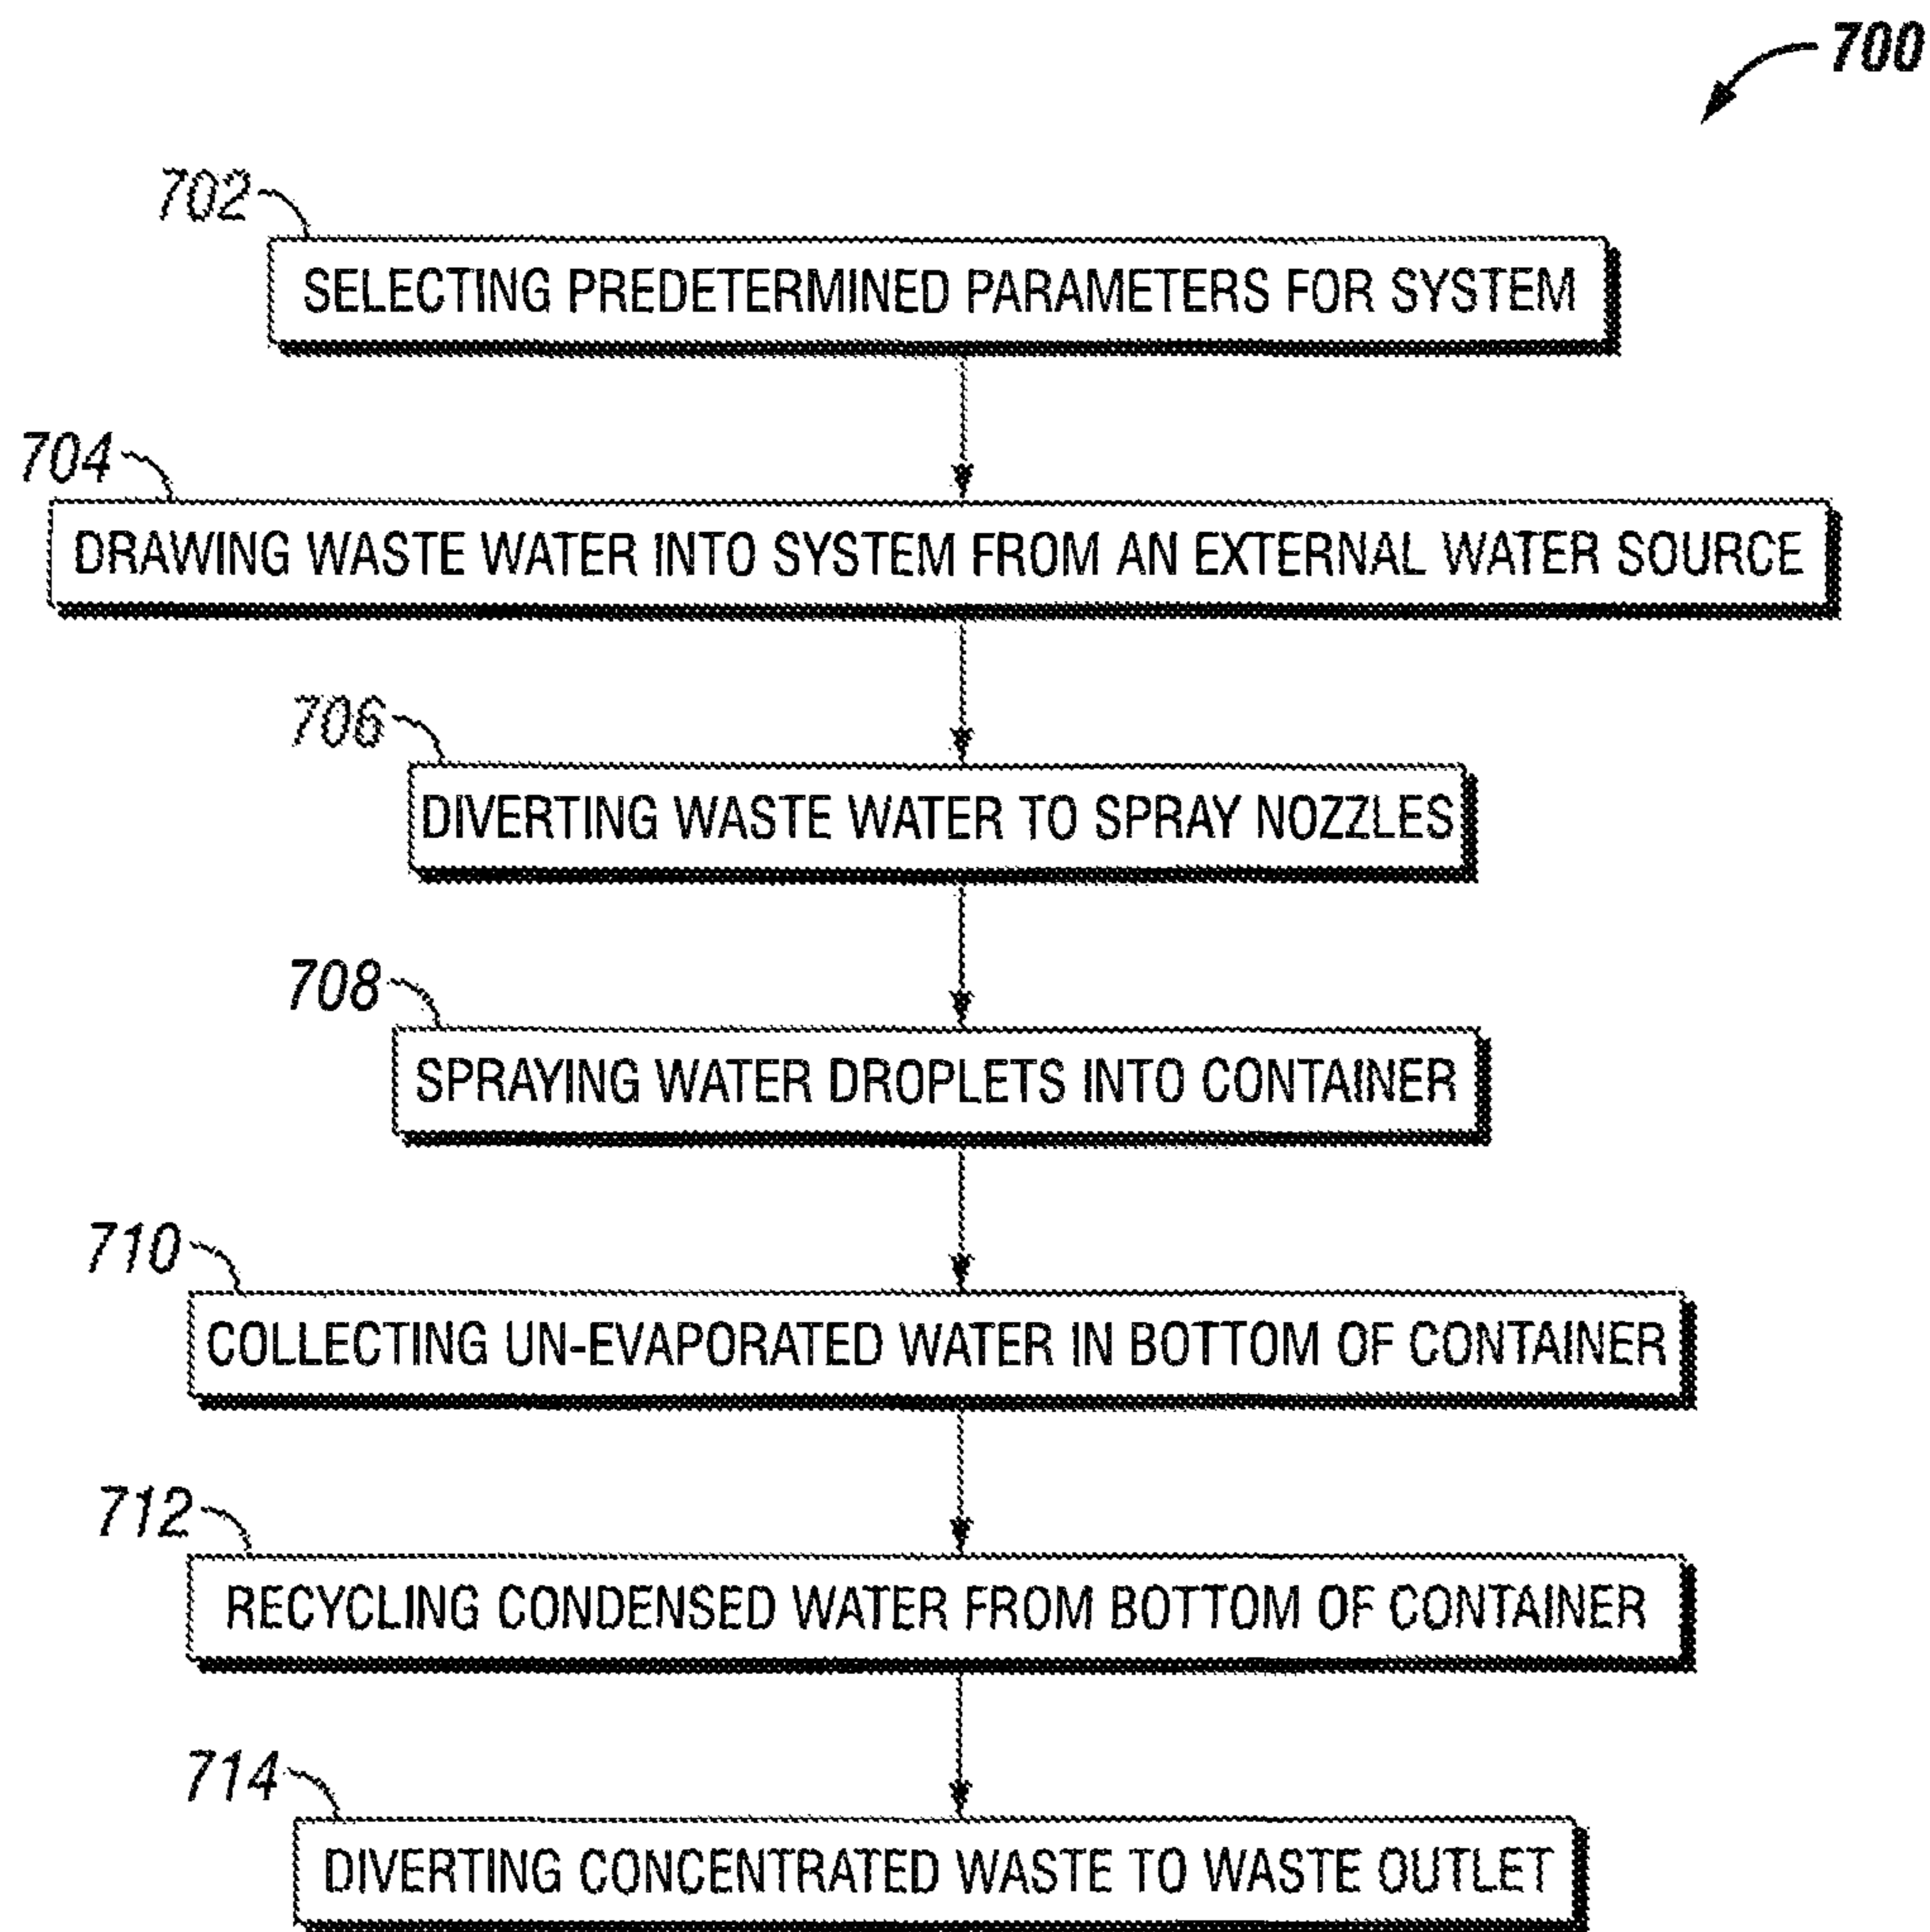 700
702
SELECTING PREDETERMINED PARAMETERS FOR SYSTEM
704
DRAWING WASTE WATER INTO SYSTEM FROM AN EXTERNAL WATER SOURCE
706
DIVERTING WASTE WATER TO SPRAY NOZZLES
708
SPRAYING WATER DROPLETS INTO CONTAINER
710
COLLECTING UN-EVAPORATED WATER IN BOTTOM OF CONTAINER
712
RECYCLING CONDENSED WATER FROM BOTTOM OF CONTAINER
714
DIVERTING CONCENTRATED WASTE TO WASTE OUTLET